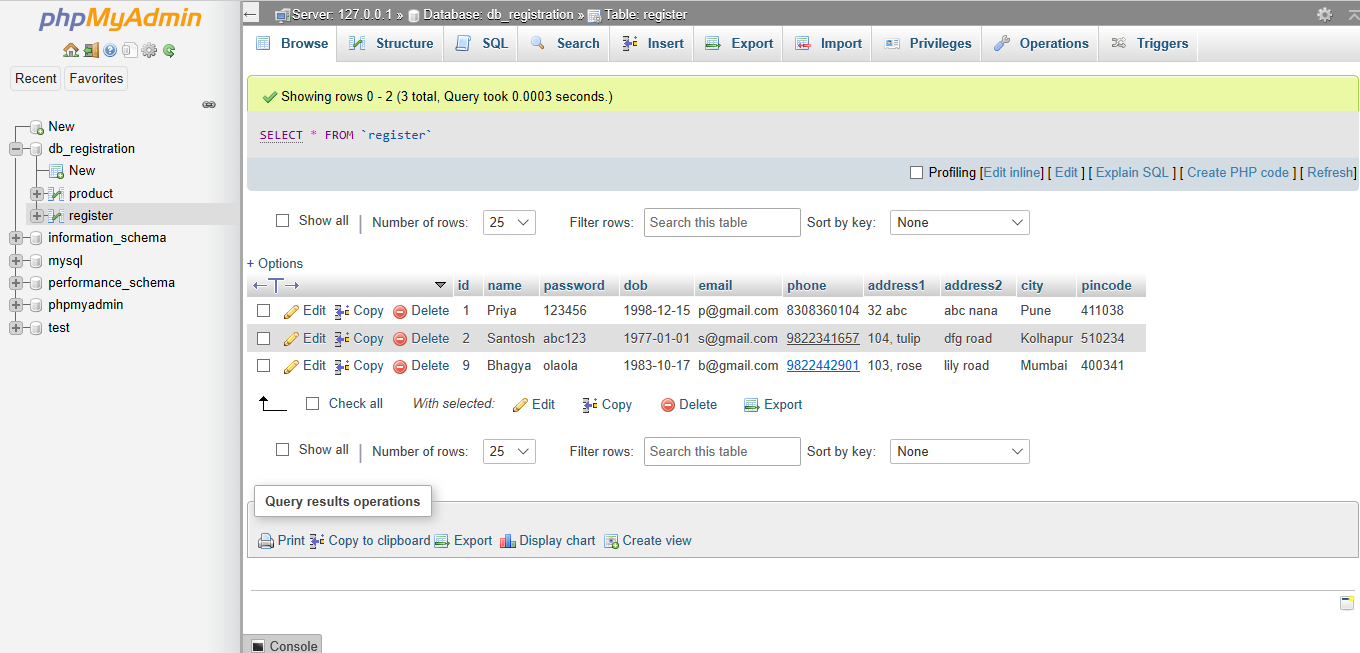 phpMyAdmin
Recent Favorites
New
db_registration
New
product
register
information_schema
mysql
performance_schema
phpmyadmin
test
Server: 127.0.0.1 » Database: db_registration » Table: register
Browse Structure SQL Search Insert Export Import Privileges Operations Triggers
Showing rows 0 - 2 (3 total, Query took 0.0003 seconds.)
SELECT * FROM `register`
Profiling [Edit inline] [ Edit ] [ Explain SQL ] [ Create PHP code ] [ Refresh]
Show all | Number of rows: 25 Filter rows: Search this table Sort by key: None
+ Options
←T→ id name password dob email phone address1 address2 city pincode
Edit Copy Delete 1 Priya 123456 1998-12-15 p@gmail.com 8308360104 32 abc abc nana Pune 411038
Edit Copy Delete 2 Santosh abc123 1977-01-01 s@gmail.com 9822341657 104, tulip dfg road Kolhapur 510234
Edit Copy Delete 9 Bhagya olaola 1983-10-17 b@gmail.com 9822442901 103, rose lily road Mumbai 400341
Check all With selected: Edit Copy Delete Export
Show all | Number of rows: 25 Filter rows: Search this table Sort by key: None
Query results operations
Print Copy to clipboard Export Display chart Create view
Console